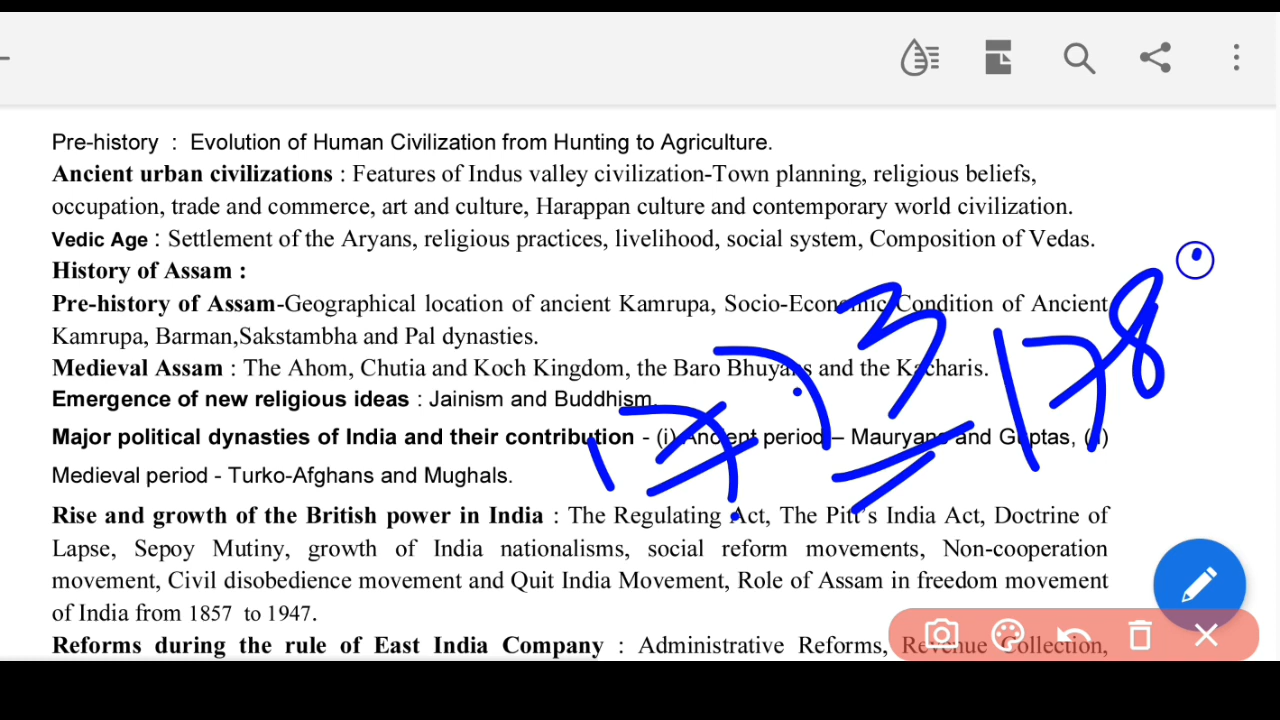 Pre-history : Evolution of Human Civilization from Hunting to Agriculture.
Ancient urban civilizations : Features of Indus valley civilization-Town planning, religious beliefs,
occupation, trade and commerce, art and culture, Harappan culture and contemporary world civilization.
Vedic Age : Settlement of the Aryans, religious practices, livelihood, social system, Composition of Vedas.
History of Assam :
Pre-history of Assam-Geographical location of ancient Kamrupa, Socio-Economic Condition of Ancient
Kamrupa, Barman,Sakstambha and Pal dynasties.
Medieval Assam : The Ahom, Chutia and Koch Kingdom, the Baro Bhuyans and the Kacharis.
Emergence of new religious ideas : Jainism and Buddhism.
Major political dynasties of India and their contribution - (i) Ancient period – Mauryans and Guptas, (ii)
Medieval period - Turko-Afghans and Mughals.
Rise and growth of the British power in India : The Regulating Act, The Pitt's India Act, Doctrine of
Lapse, Sepoy Mutiny, growth of India nationalisms, social reform movements, Non-cooperation
movement, Civil disobedience movement and Quit India Movement, Role of Assam in freedom movement
of India from 1857 to 1947.
Reforms during the rule of East India Company : Administrative Reforms, Revenue Collection,